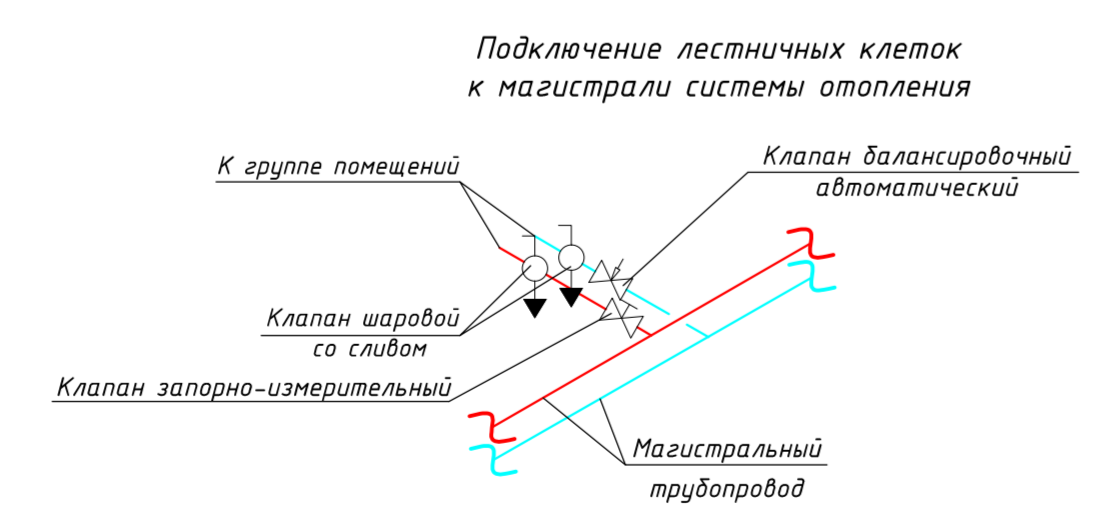 Подключение лестничных клеток
к магистрали системы отопления
К группе помещений
Клапан балансировочный
автоматический
Клапан шаровой
со сливом
Клапан запорно-измерительный
Магистральный
трубопровод